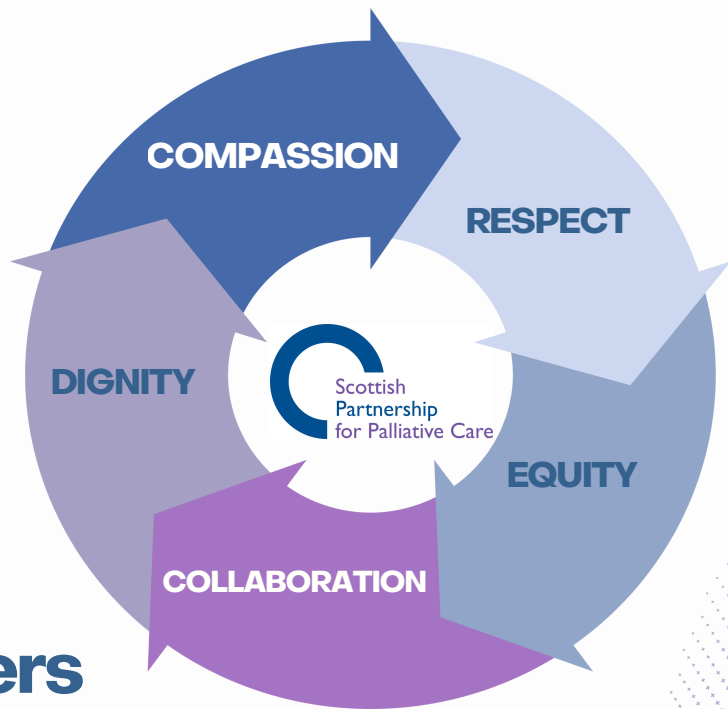 COMPASSION
RESPECT
DIGNITY
Scottish
Partnership
for Palliative Care
EQUITY
COLLABORATION
ers